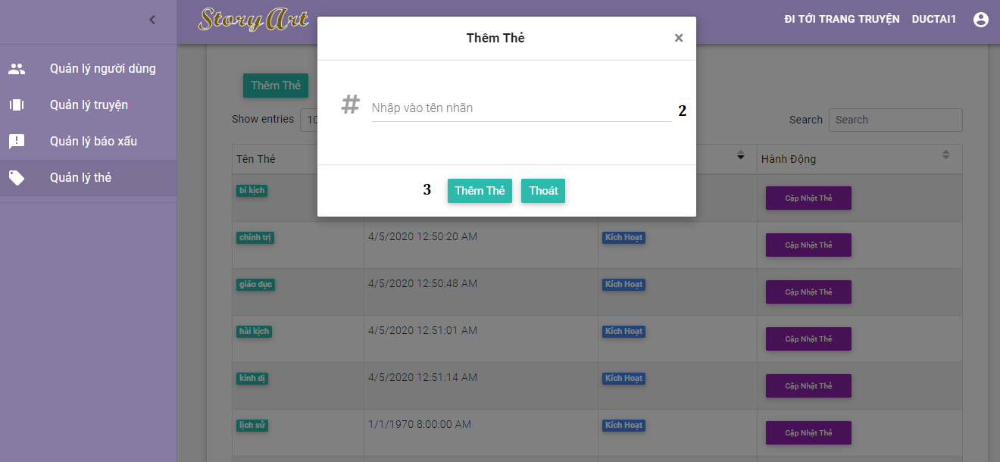 Story Art
ĐI TỚI TRANG TRUYỆN DUCTAI1
Quản lý người dùng
Quản lý truyện
Quản lý báo xấu
Quản lý thẻ
Thêm Thẻ ×
# Nhập vào tên nhãn 2
3 Thêm Thẻ Thoát
Thêm Thẻ
Show entries 10 Search Search
Tên Thẻ Hành Động
bi kịch Cập Nhật Thẻ
chính trị 4/5/2020 12:50:20 AM Kích Hoạt Cập Nhật Thẻ
giáo dục 4/5/2020 12:50:48 AM Kích Hoạt Cập Nhật Thẻ
hài kịch 4/5/2020 12:51:01 AM Kích Hoạt Cập Nhật Thẻ
kinh dị 4/5/2020 12:51:14 AM Kích Hoạt Cập Nhật Thẻ
lịch sử 1/1/1970 8:00:00 AM Kích Hoạt Cập Nhật Thẻ